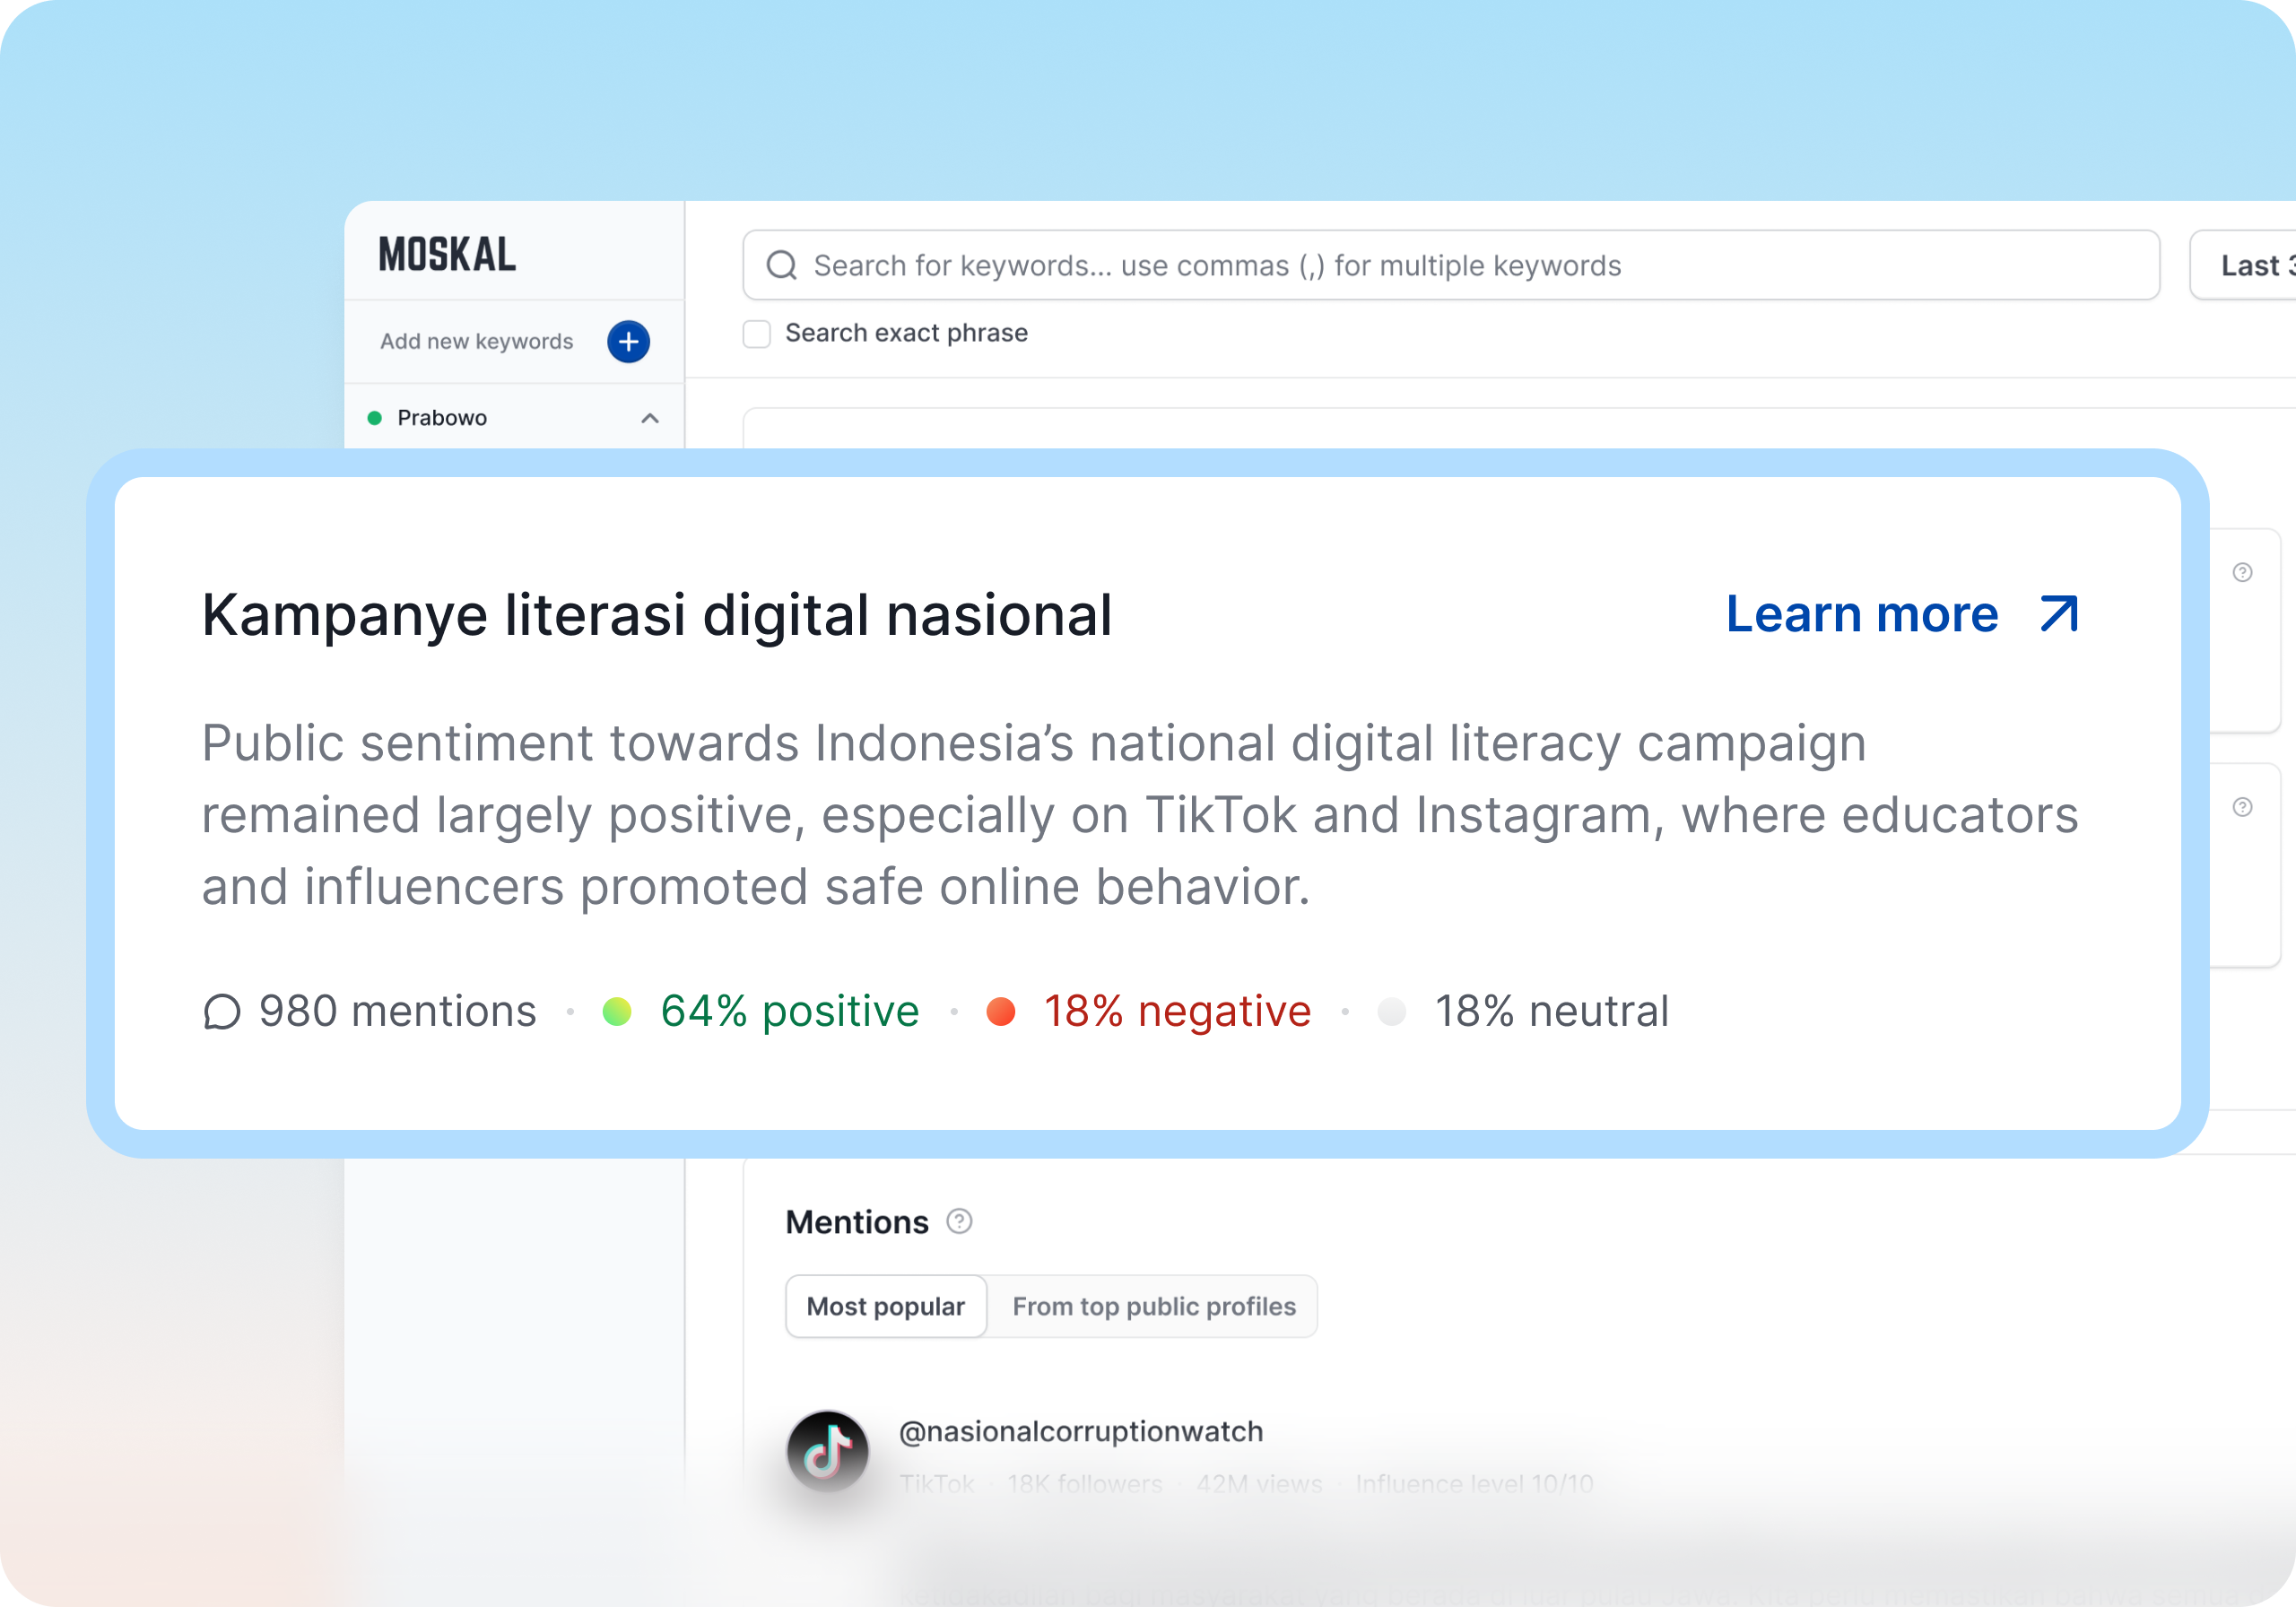 MOSKAL
Search for keywords... use commas (,) for multiple keywords
Last 3
Search exact phrase
Add new keywords
Prabowo
Kampanye literasi digital nasional
Learn more
Public sentiment towards Indonesia’s national digital literacy campaign
remained largely positive, especially on TikTok and Instagram, where educators
and influencers promoted safe online behavior.
980 mentions · 64% positive · 18% negative · 18% neutral
Mentions
Most popular
From top public profiles
@nasionalcorruptionwatch
TikTok · 18K followers · 42M views · Influence level 10/10